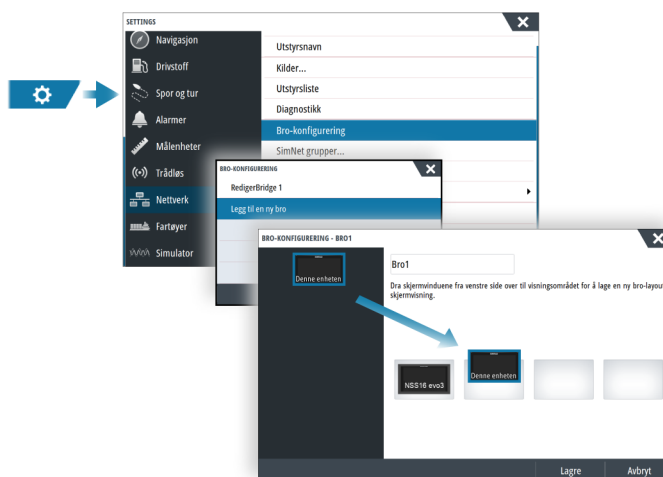 SETTINGS
Navigasjon
Drivstoff
Spor og tur
Alarmer
Målenheter
Trådløs
Nettverk
Fartøyer
Simulator
Utstyrsnavn
Kilder...
Utstyrsliste
Diagnostikk
Bro-konfigurering
SimNet grupper...
BRO-KONFIGURERING
RedigerBridge 1
Legg til en ny bro
BRO-KONFIGURERING - BRO1
Denne enheten
Bro1
Dra skjermvinduene fra venstre side over til visningsområdet for å lage en ny bro-layout
skjermvisning.
NSS16 evo3
Denne enheten
Lagre
Avbryt